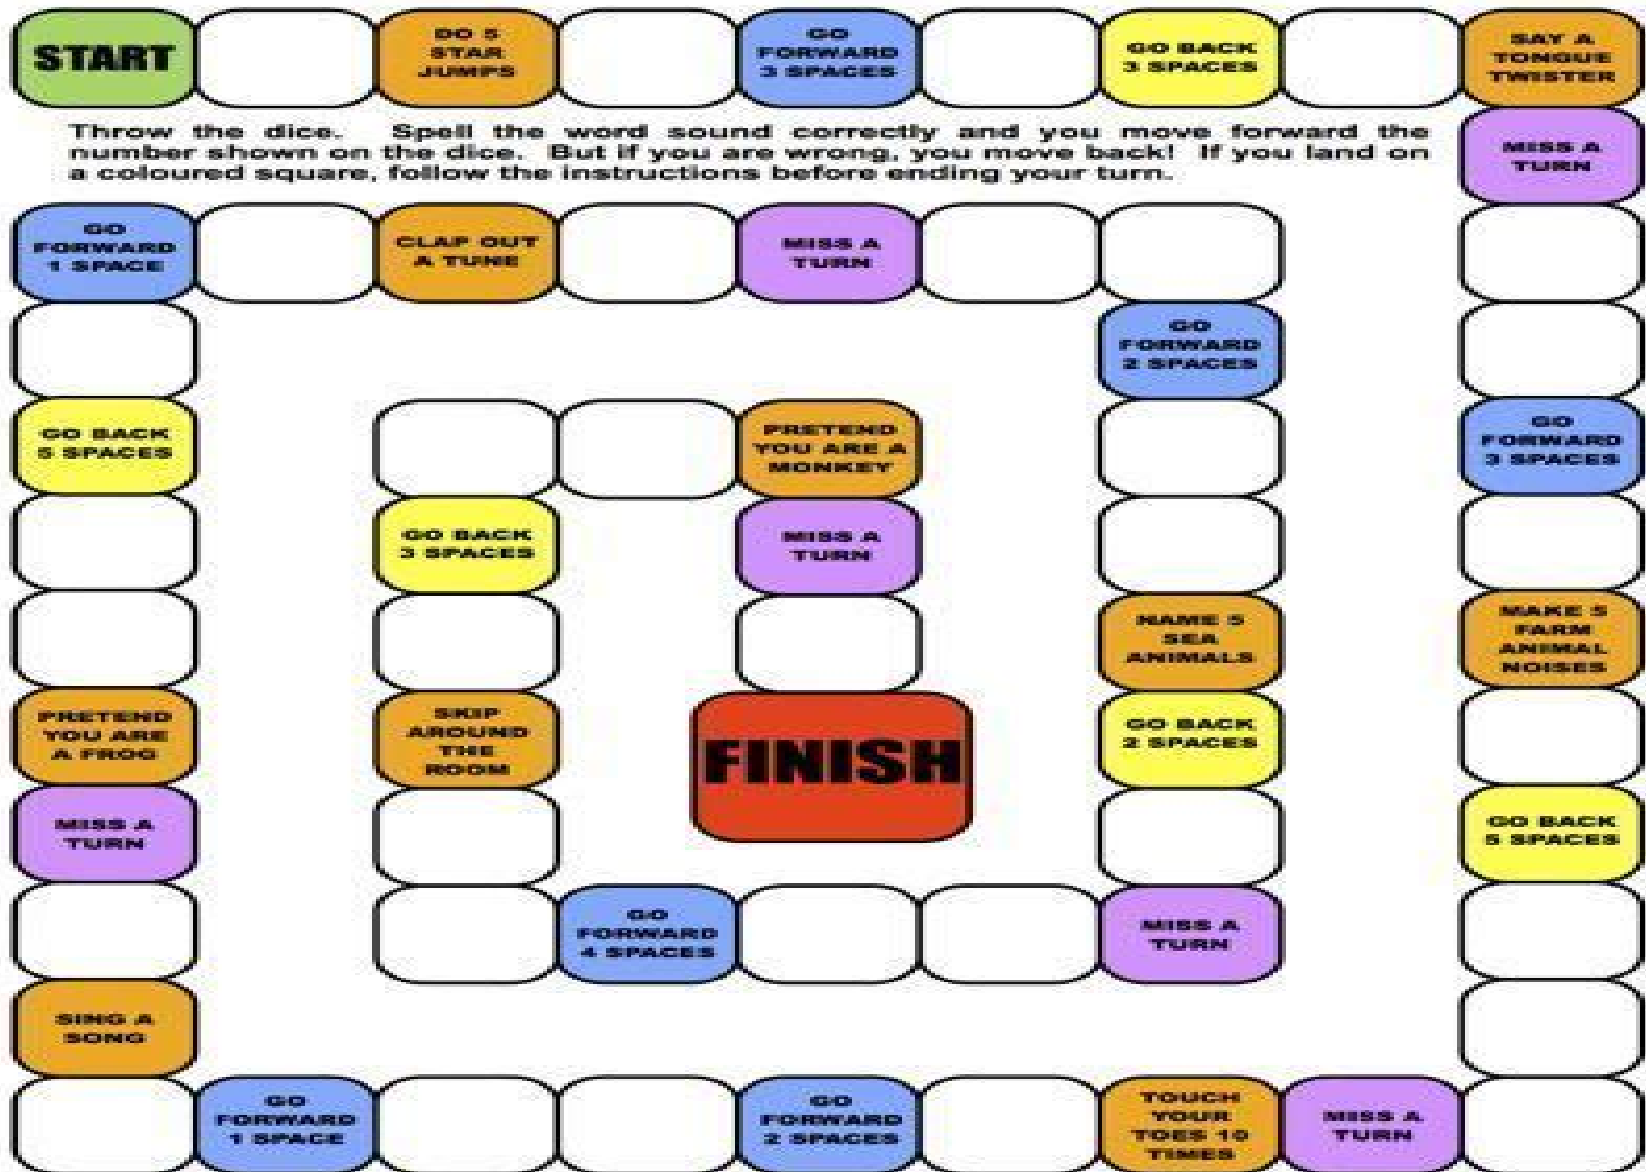 START
DO 5
STAR
JUMPS
GO
FORWARD
3 SPACES
GO BACK
3 SPACES
SAY A
TONGUE
TWISTER
Throw the dice. Spell the word sound correctly and you move forward the
number shown on the dice. But if you are wrong, you move back! If you land on
a coloured square, follow the instructions before ending your turn.
MISS A
TURN
GO
FORWARD
1 SPACE
CLAP OUT
A TUNE
MISS A
TURN
GO
FORWARD
2 SPACES
GO BACK
5 SPACES
PRETEND
YOU ARE A
MONKEY
GO
FORWARD
3 SPACES
GO BACK
3 SPACES
MISS A
TURN
NAME 5
SEA
ANIMALS
MAKE 5
FARM
ANIMAL
NOISES
PRETEND
YOU ARE
A FROG
SKIP
AROUND
THE
ROOM
FINISH
GO BACK
2 SPACES
MISS A
TURN
GO BACK
5 SPACES
GO
FORWARD
4 SPACES
MISS A
TURN
SING A
SONG
GO
FORWARD
1 SPACE
GO
FORWARD
2 SPACES
TOUCH
YOUR
TOES 10
TIMES
MISS A
TURN